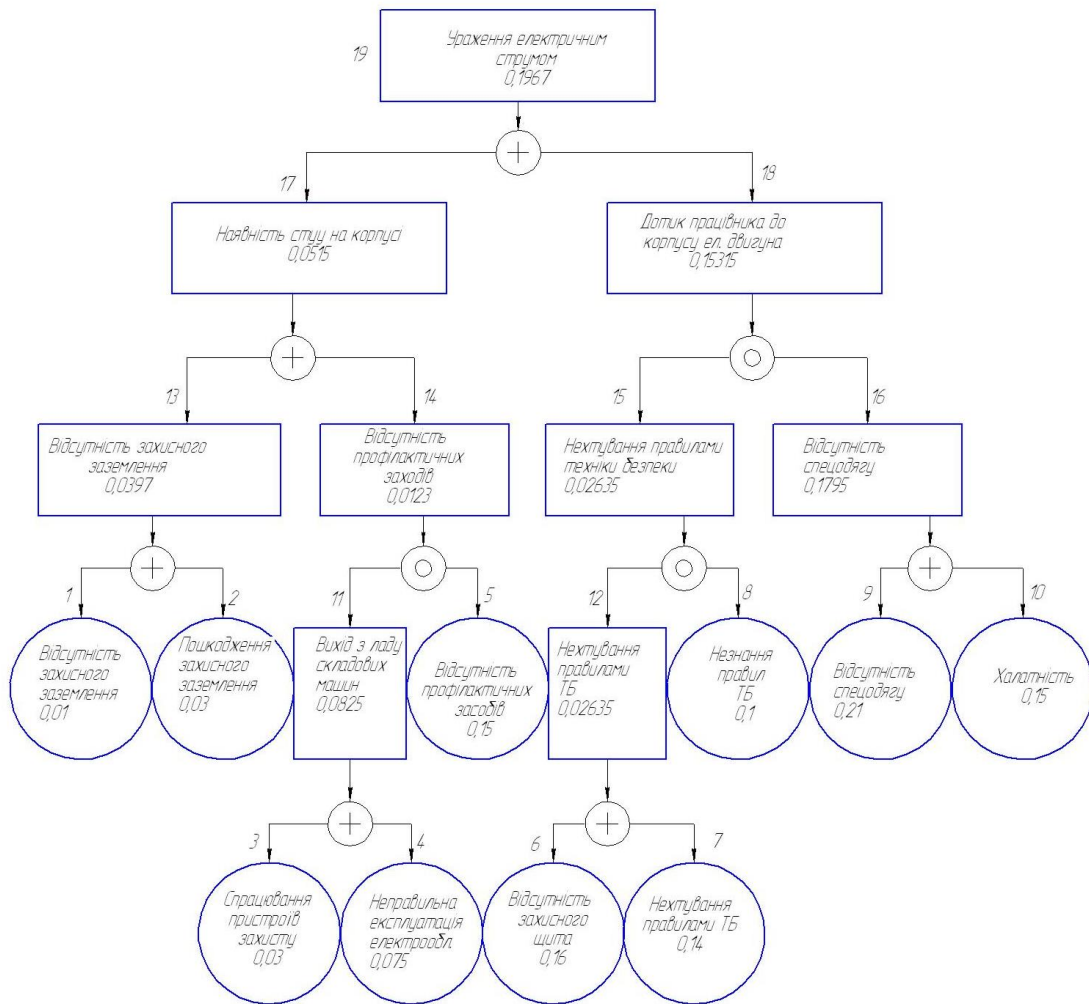 19
Ураження електричним
струмом
0,1967
17
18
Наявність стуу на корпусі
0,0515
Дотик працівника до
корпусу ел. двигуна
0,15315
13
14
15
16
Відсутність захисного
заземлення
0,0397
Відсутність
профілактичних
заходів
0,0123
Нехтування правилами
техніки безпеки
0,02635
Відсутність
спецодягу
0,1795
1
2
11
5
12
8
9
10
Відсутність
захисного
заземлення
0,01
Пошкодження
захисного
заземлення
0,03
Вихід з ладу
складових
машин
0,0825
Відсутність
профілактичних
засобів
0,15
Нехтування
правилами
ТБ
0,02635
Незнання
правил
ТБ
0,1
Відсутність
спецодягу
0,21
Халатність
0,15
3
4
6
7
Спрацювання
пристроїв
захисту
0,03
Неправильна
експлуатація
електрообл.
0,075
Відсутність
захисного
щита
0,16
Нехтування
правилами ТБ
0,14